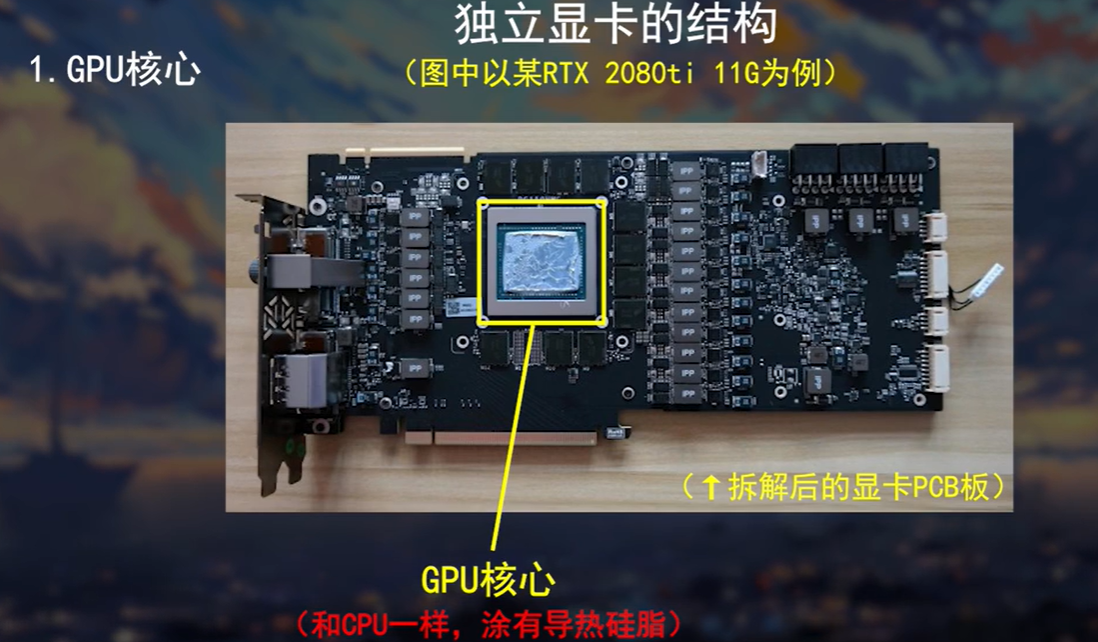 独立显卡的结构
1.GPU核心
（图中以某RTX 2080ti 11G为例）
（↑拆解后的显卡PCB板）
GPU核心
（和CPU一样，涂有导热硅脂）